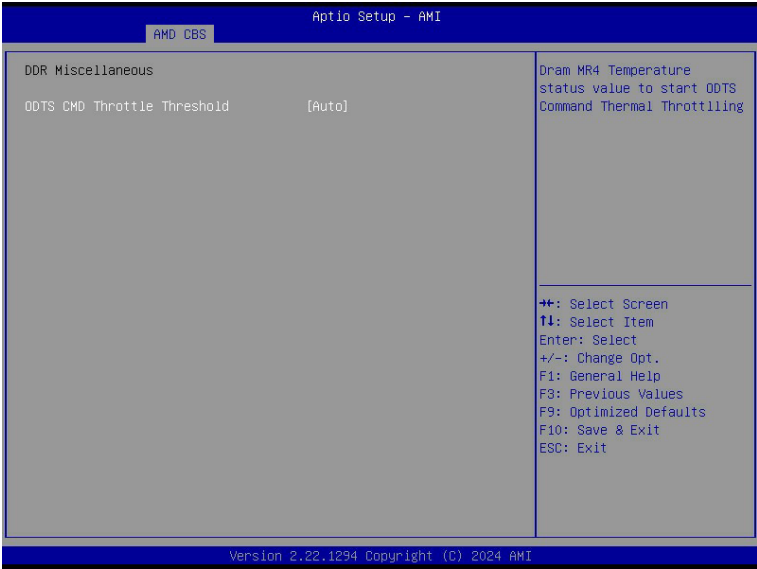 Aptio Setup - AMI
AMD CBS
DDR Miscellaneous
ODTS CMD Throttle Threshold [Auto]
Dram MR4 Temperature
status value to start ODTS
Command Thermal Throttlling
→←: Select Screen
↑↓: Select Item
Enter: Select
+/-: Change Opt.
F1: General Help
F3: Previous Values
F9: Optimized Defaults
F10: Save & Exit
ESC: Exit
Version 2.22.1294 Copyright (C) 2024 AMI